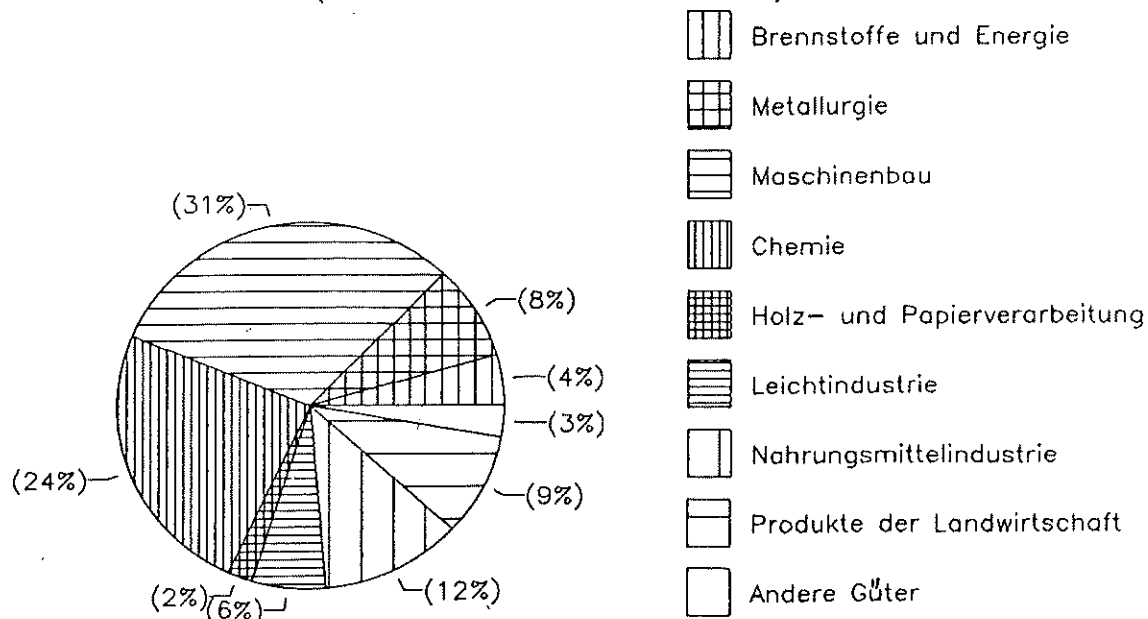 Brennstoffe und Energie
Metallurgie
Maschinenbau
Chemie
Holz- und Papierverarbeitung
Leichtindustrie
Nahrungsmittelindustrie
Produkte der Landwirtschaft
Andere Güter
(31%)
(8%)
(4%)
(3%)
(9%)
(12%)
(6%)
(2%)
(24%)